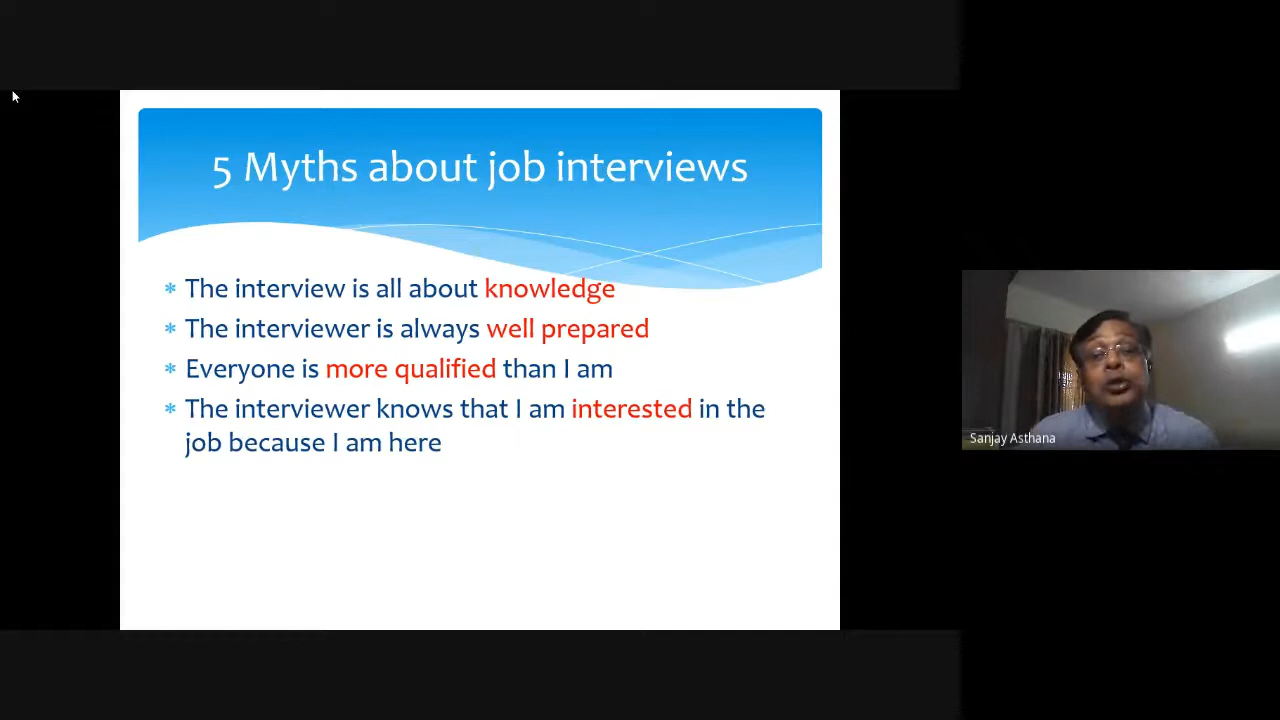 5 Myths about job interviews
* The interview is all about knowledge
* The interviewer is always well prepared
* Everyone is more qualified than I am
* The interviewer knows that I am interested in the
job because I am here
Sanjay Asthana